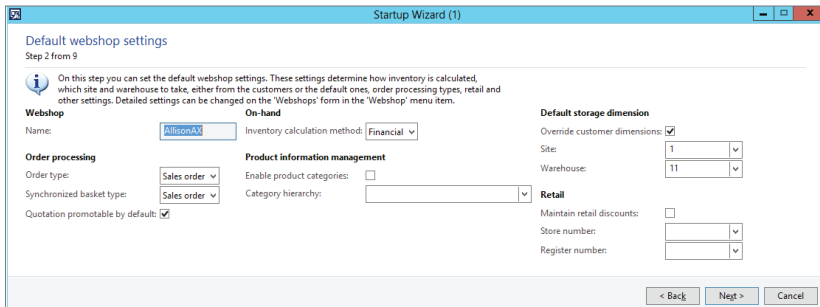 Startup Wizard (1)
Default webshop settings
Step 2 from 9
On this step you can set the default webshop settings. These settings determine how inventory is calculated,
which site and warehouse to take, either from the customers or the default ones, order processing types, retail and
other settings. Detailed settings can be changed on the 'Webshops' form in the 'Webshop' menu item.
Webshop
Name: AllisonAX
Order processing
Order type: Sales order
Synchronized basket type: Sales order
Quotation promotable by default:
On-hand
Inventory calculation method: Financial
Product information management
Enable product categories:
Category hierarchy:
Default storage dimension
Override customer dimensions:
Site: 1
Warehouse: 11
Retail
Maintain retail discounts:
Store number:
Register number:
< Back
Next >
Cancel